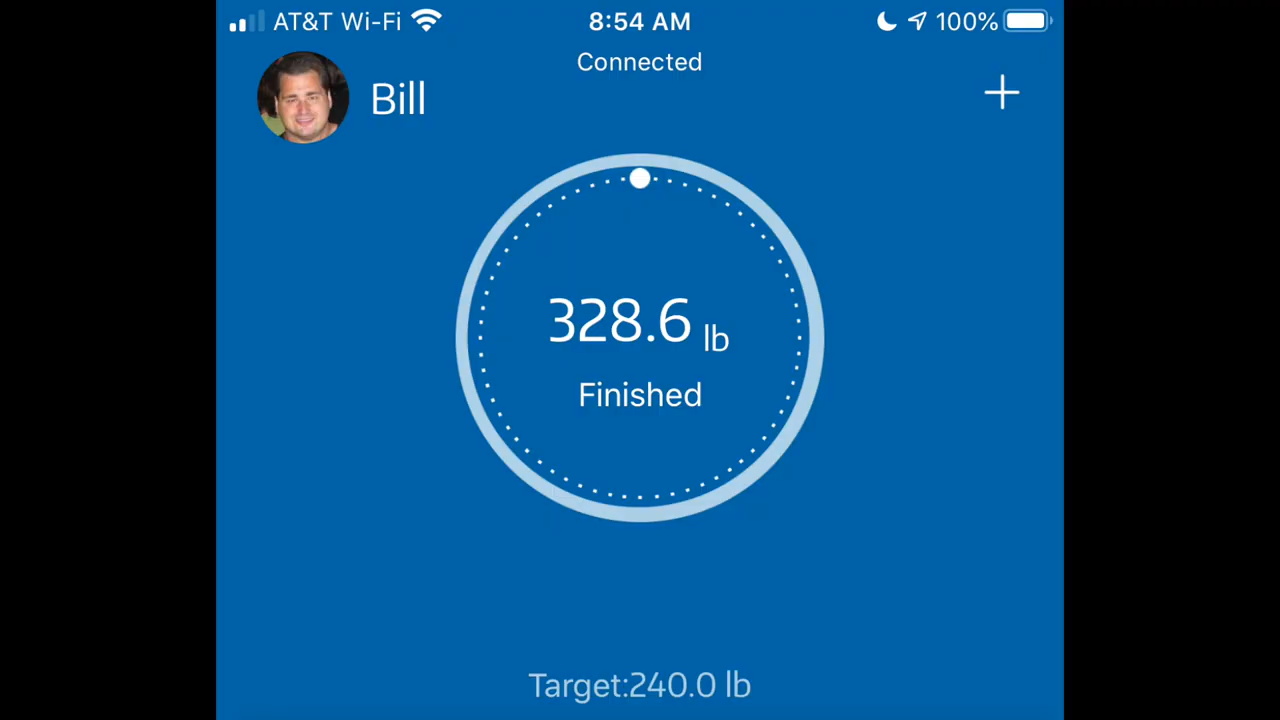 AT&T Wi-Fi 8:54 AM 100%
Connected
Bill
328.6 lb
Finished
Target:240.0 lb